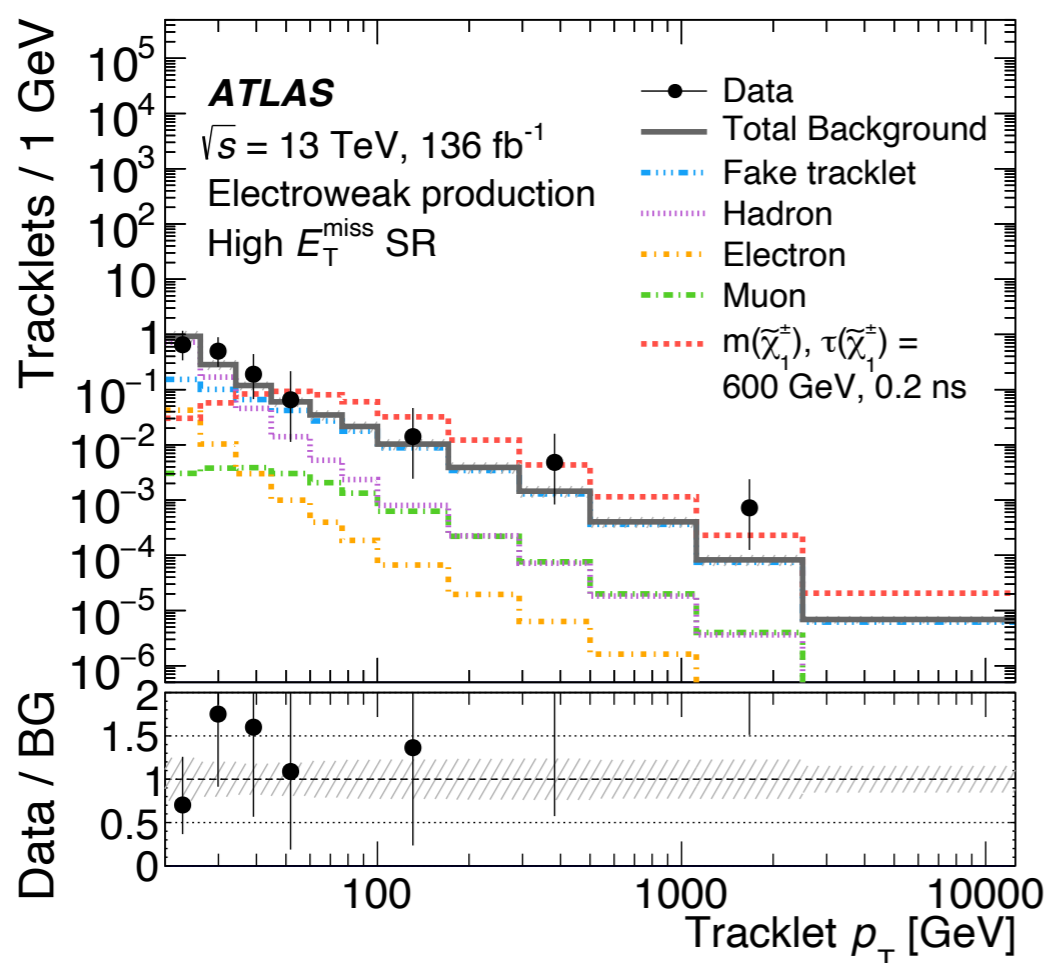 Tracklets / 1 GeV
10⁵
10⁴
10³
10²
10
1
10⁻¹
10⁻²
10⁻³
10⁻⁴
10⁻⁵
10⁻⁶
ATLAS
√s = 13 TeV, 136 fb⁻¹
Electroweak production
High E_T^miss SR
Data
Total Background
Fake tracklet
Hadron
Electron
Muon
m(χ̃₁^±), τ(χ̃₁^±) =
600 GeV, 0.2 ns
Data / BG
2
1.5
1
0.5
0
100
1000
10000
Tracklet p_T [GeV]